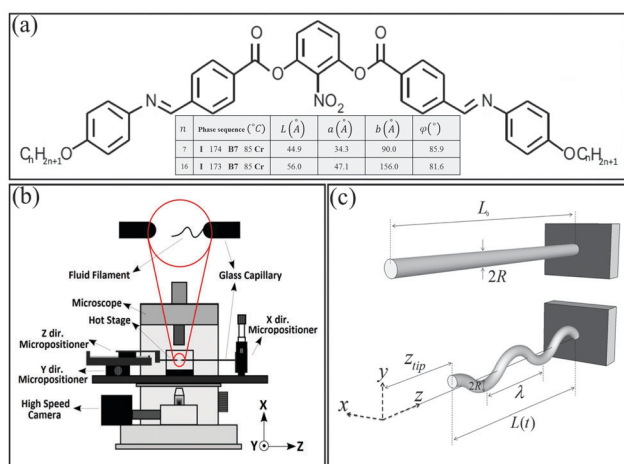 (a)
O
O
O
O
N
NO2
N
CnH2n+1 O
O CnH2n+1
n Phase sequence (°C) L(Å) a(Å) b(Å) φ(°)
7 I 174 B7 85 Cr 44.9 34.3 90.0 85.9
16 I 173 B7 85 Cr 56.0 47.1 156.0 81.6
(b)
Fluid Filament
Glass Capillary
Microscope
Hot Stage
X dir.
Micropositioner
Z dir.
Micropositioner
Y dir.
Micropositioner
High Speed
Camera
X
Y
Z
(c)
L0
2R
ztip
y
z
x
2R
λ
L(t)